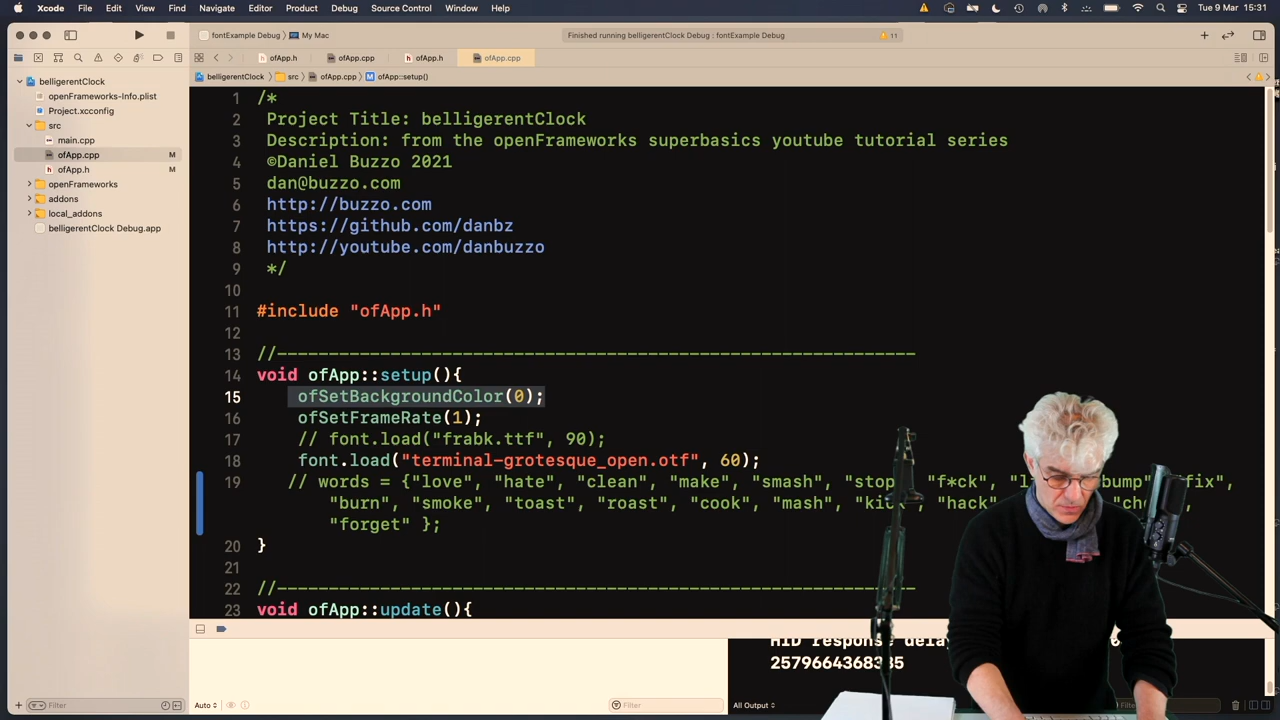 Xcode File Edit View Find Navigate Editor Product Debug Source Control Window Help Tue 9 Mar 15:31
fontExample Debug My Mac Finished running belligerentClock Debug : fontExample Debug 11
ofApp.h ofApp.cpp ofApp.h ofApp.cpp
belligerentClock src ofApp.cpp M ofApp::setup()
belligerentClock
openFrameworks-Info.plist
Project.xcconfig
src
main.cpp
ofApp.cpp M
ofApp.h M
openFrameworks
addons
local_addons
belligerentClock Debug.app
1 /*
2 Project Title: belligerentClock
3 Description: from the openFrameworks superbasics youtube tutorial series
4 ©Daniel Buzzo 2021
5 dan@buzzo.com
6 http://buzzo.com
7 https://github.com/danbz
8 http://youtube.com/danbuzzo
9 */
10
11 #include "ofApp.h"
12
13 //--------------------------------------------------------------
14 void ofApp::setup(){
15 ofSetBackgroundColor(0);
16 ofSetFrameRate(1);
17 // font.load("frabk.ttf", 90);
18 font.load("terminal-grotesque_open.otf", 60);
19 // words = {"love", "hate", "clean", "make", "smash", "stop "f*ck",
"burn", "smoke", "toast", "roast", "cook", "mash",
"forget" };
20 }
21
22 //--------------------------------------------------------------
23 void ofApp::update(){
HID response
2579664368335
Filter Auto Filter All Output